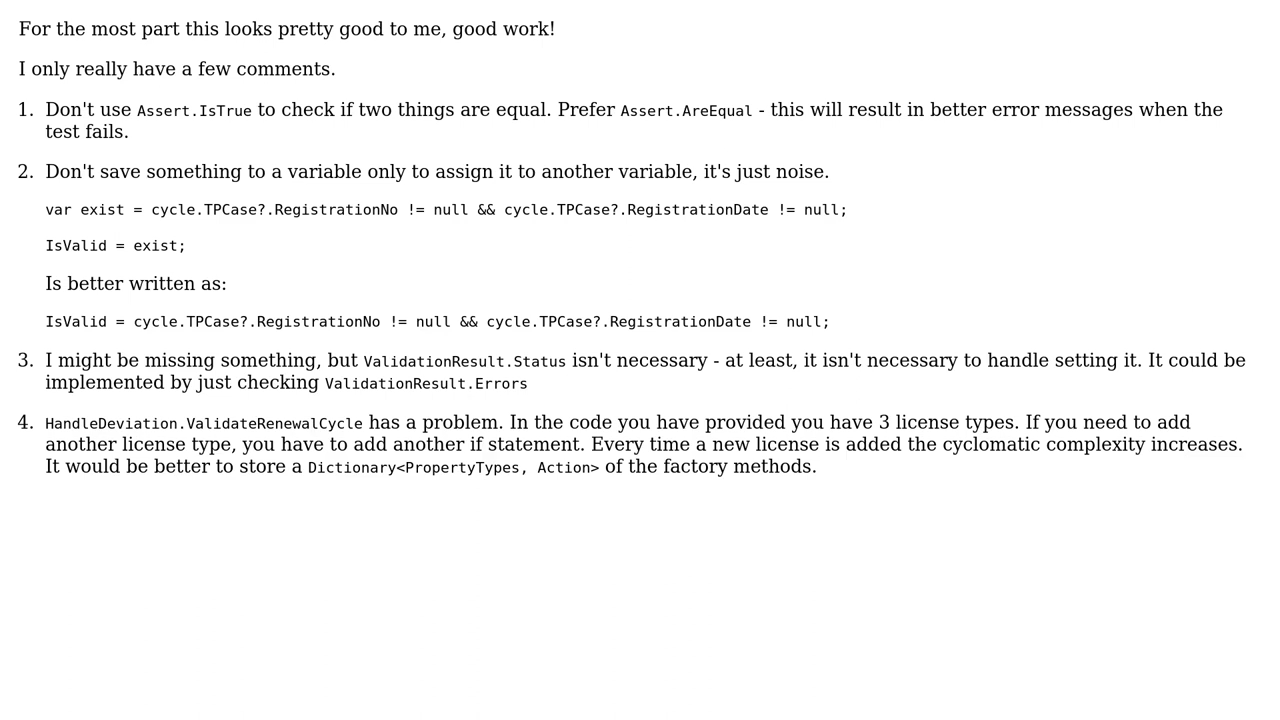 For the most part this looks pretty good to me, good work!
I only really have a few comments.
1. Don't use Assert.IsTrue to check if two things are equal. Prefer Assert.AreEqual - this will result in better error messages when the
test fails.
2. Don't save something to a variable only to assign it to another variable, it's just noise.
var exist = cycle.TPCase?.RegistrationNo != null && cycle.TPCase?.RegistrationDate != null;
IsValid = exist;
Is better written as:
IsValid = cycle.TPCase?.RegistrationNo != null && cycle.TPCase?.RegistrationDate != null;
3. I might be missing something, but ValidationResult.Status isn't necessary - at least, it isn't necessary to handle setting it. It could be
implemented by just checking ValidationResult.Errors
4. HandleDeviation.ValidateRenewalCycle has a problem. In the code you have provided you have 3 license types. If you need to add
another license type, you have to add another if statement. Every time a new license is added the cyclomatic complexity increases.
It would be better to store a Dictionary<PropertyTypes, Action> of the factory methods.